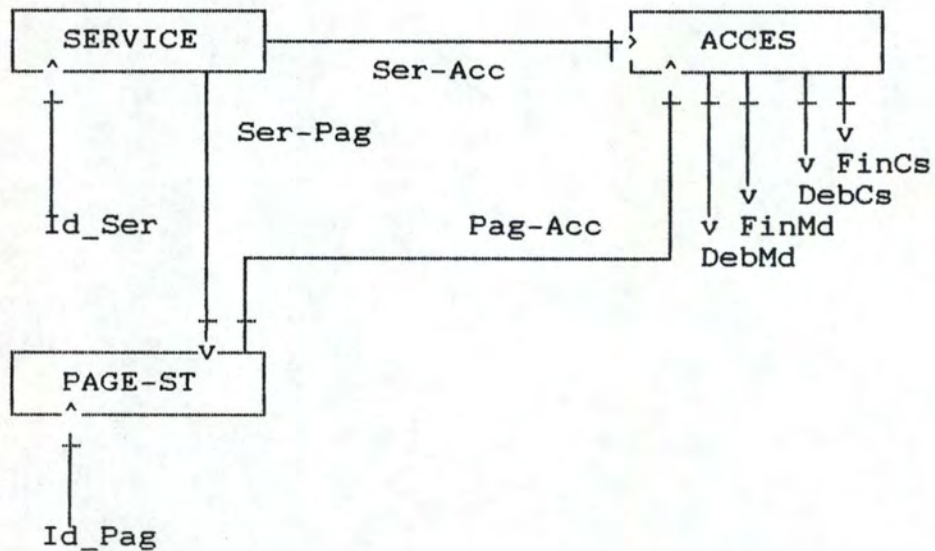 SERVICE
ACCES
Ser-Acc
Ser-Pag
v
v FinCs
v DebCs
Id_Ser
Pag-Acc
v FinMd
DebMd
v
PAGE-ST
Id_Pag